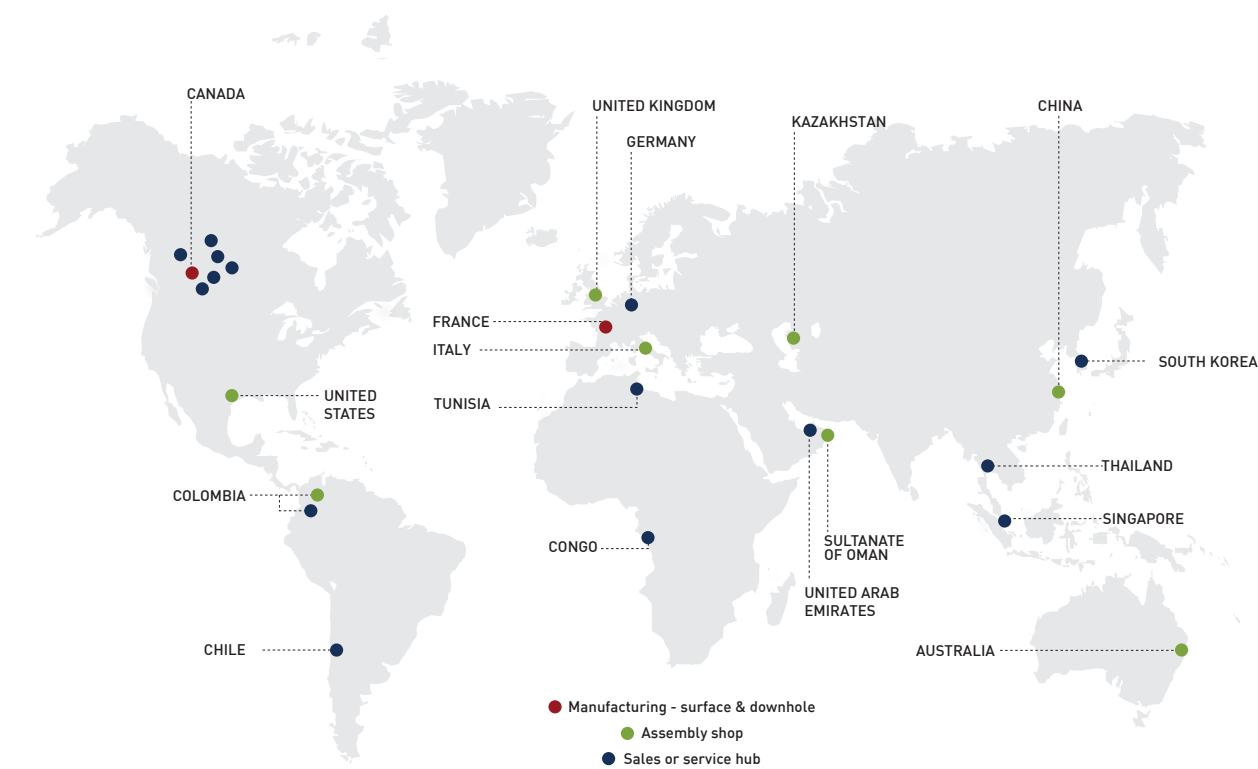 CANADA
UNITED KINGDOM
CHINA
KAZAKHSTAN
GERMANY
FRANCE
ITALY
SOUTH KOREA
UNITED
STATES
TUNISIA
THAILAND
COLOMBIA
SINGAPORE
CONGO
SULTANATE
OF OMAN
UNITED ARAB
EMIRATES
CHILE
AUSTRALIA
Manufacturing - surface & downhole
Assembly shop
Sales or service hub